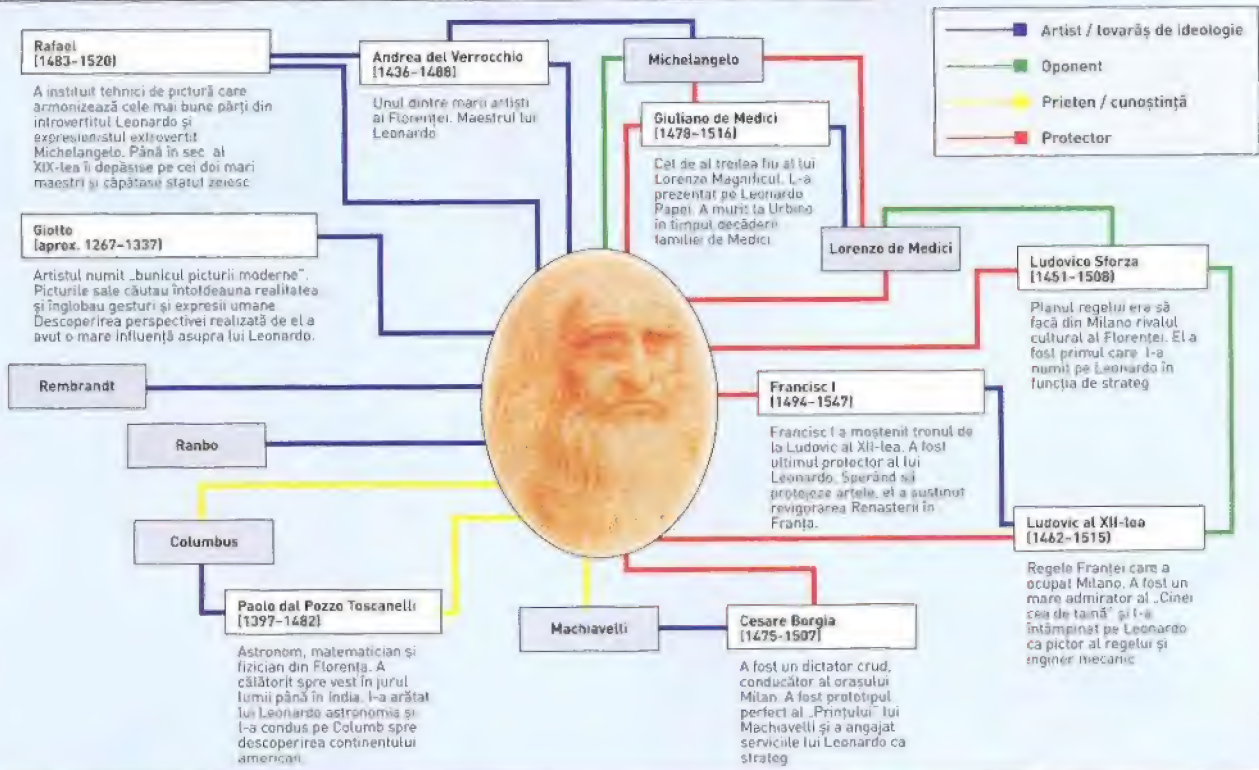 Rafael
(1483–1520)
A instituit tehnici de pictură care
armonizează cele mai bune părți din
introvertitul Leonardo și
expresionistul extrovertit
Michelangelo. Până în sec. al
XIX-lea îi depășise pe cei doi mari
maeștri și căpătase statut zeiesc
Andrea del Verrocchio
(1436–1488)
Unul dintre marii artiști
ai Florenței. Maestrul lui
Leonardo
Michelangelo
Giuliano de Medici
(1478–1516)
Cel de al treilea fiu al lui
Lorenzo Magnificul. L-a
prezentat pe Leonardo
Papei. A murit la Urbino
în timpul decăderii
familiei de Medici
Artist / tovarăș de ideologie
Oponent
Prieten / cunoștință
Protector
Giotto
(aprox. 1267–1337)
Artistul numit „bunicul picturii moderne”.
Picturile sale căutau întotdeauna realitatea
și înglobau gesturi și expresii umane
Descoperirea perspectivei realizată de el a
avut o mare influență asupra lui Leonardo.
Lorenzo de Medici
Ludovico Sforza
(1451–1508)
Planul regelui era să
facă din Milano rivalul
cultural al Florenței. El a
fost primul care l-a
numit pe Leonardo în
funcția de strateg
Rembrandt
Ranbo
Francisc I
(1494–1547)
Francisc I a moștenit tronul de
la Ludovic al XII-lea. A fost
ultimul protector al lui
Leonardo. Sperând să
protejeze artele, el a susținut
revigorarea Renașterii în
Franța.
Columbus
Paolo dal Pozzo Toscanelli
(1397–1482)
Astronom, matematician și
fizician din Florența. A
călătorit spre vest în jurul
lumii până în India. I-a arătat
lui Leonardo astronomia și
l-a condus pe Columb spre
descoperirea continentului
american.
Machiavelli
Cesare Borgia
(1475-1507)
A fost un dictator crud,
conducător al orașului
Milan. A fost prototipul
perfect al „Prințului” lui
Machiavelli și a angajat
serviciile lui Leonardo ca
strateg
Ludovic al XII-lea
(1462–1515)
Regele Franței care a
ocupat Milano. A fost un
mare admirator al „Cinei
cea de taină” și l-a
întâmpinat pe Leonardo
ca pictor al regelui și
inginer mecanic